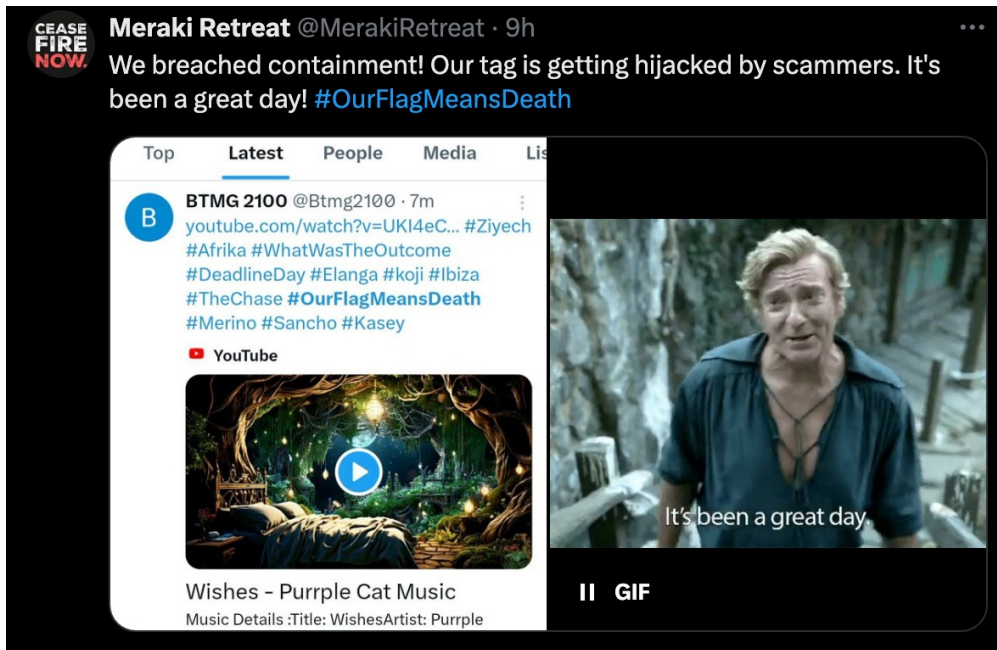 CEASE
FIRE
NOW.
Meraki Retreat @MerakiRetreat · 9h
We breached containment! Our tag is getting hijacked by scammers. It's
been a great day! #OurFlagMeansDeath
Top Latest People Media Lis
B
BTMG 2100 @Btmg2100 · 7m
youtube.com/watch?v=UKI4eC... #Ziyech
#Afrika #WhatWasTheOutcome
#DeadlineDay #Elanga #koji #Ibiza
#TheChase #OurFlagMeansDeath
#Merino #Sancho #Kasey
YouTube
Wishes - Purrple Cat Music
Music Details :Title: WishesArtist: Purrple
It's been a great day.
GIF